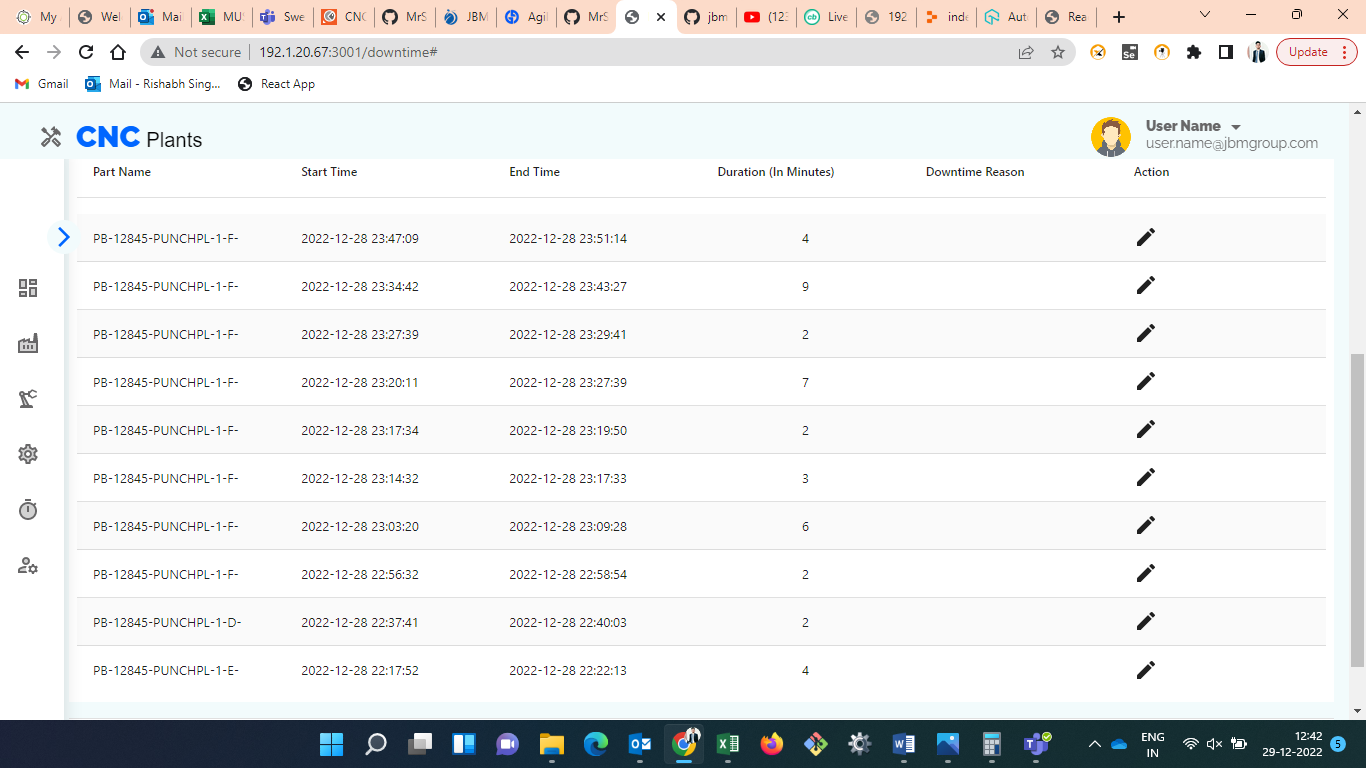 My
Wel
Mai
MU
Swe
CNC
MrS
JBM
Agil
MrS
jbm
(123
Live
192
inde
Aut
Rea
Not secure
192.1.20.67:3001/downtime#
Update
Gmail
Mail - Rishabh Sing...
React App
CNC Plants
User Name
user.name@jbmgroup.com
Part Name Start Time End Time Duration (In Minutes) Downtime Reason Action
PB-12845-PUNCHPL-1-F- 2022-12-28 23:47:09 2022-12-28 23:51:14 4
PB-12845-PUNCHPL-1-F- 2022-12-28 23:34:42 2022-12-28 23:43:27 9
PB-12845-PUNCHPL-1-F- 2022-12-28 23:27:39 2022-12-28 23:29:41 2
PB-12845-PUNCHPL-1-F- 2022-12-28 23:20:11 2022-12-28 23:27:39 7
PB-12845-PUNCHPL-1-F- 2022-12-28 23:17:34 2022-12-28 23:19:50 2
PB-12845-PUNCHPL-1-F- 2022-12-28 23:14:32 2022-12-28 23:17:33 3
PB-12845-PUNCHPL-1-F- 2022-12-28 23:03:20 2022-12-28 23:09:28 6
PB-12845-PUNCHPL-1-F- 2022-12-28 22:56:32 2022-12-28 22:58:54 2
PB-12845-PUNCHPL-1-D- 2022-12-28 22:37:41 2022-12-28 22:40:03 2
PB-12845-PUNCHPL-1-E- 2022-12-28 22:17:52 2022-12-28 22:22:13 4
ENG
IN
12:42
29-12-2022
5